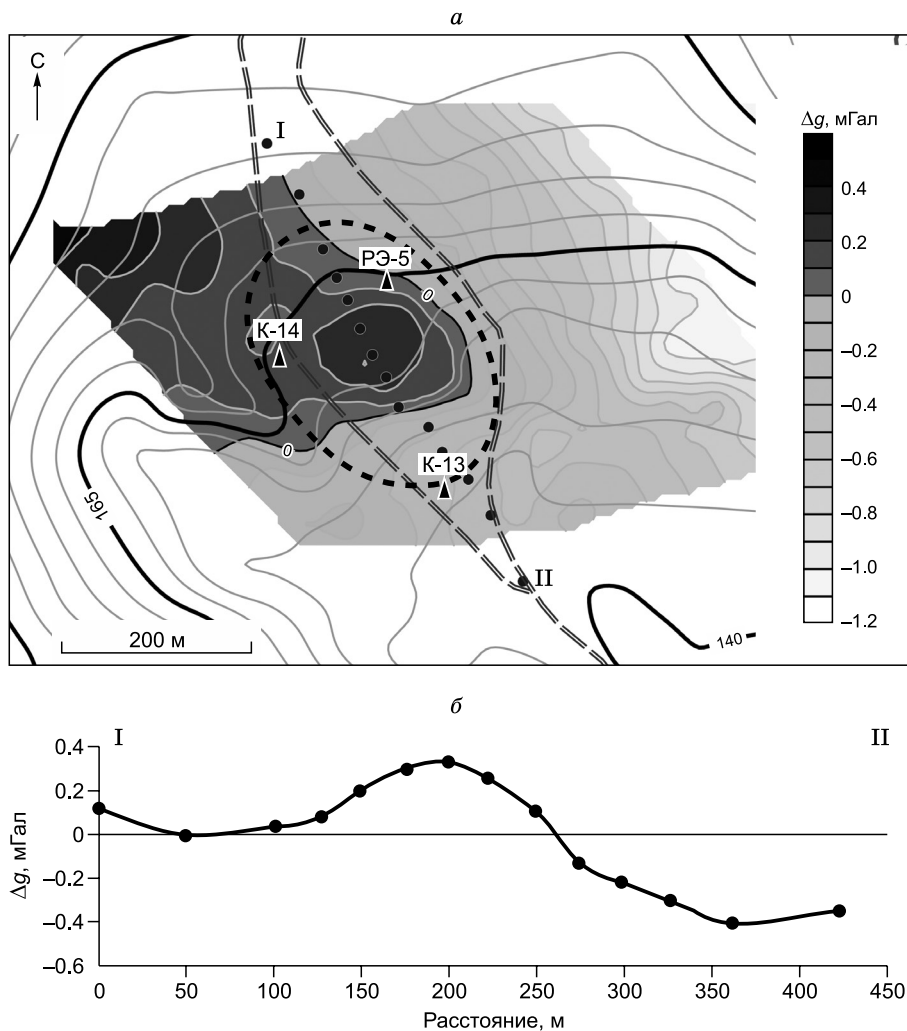 а
С
I
Δg, мГал
0.4
0.2
0
–0.2
–0.4
–0.6
–0.8
–1.0
–1.2
РЭ-5
0
К-14
0
К-13
165
II
140
200 м
б
I
II
Δg, мГал
0.4
0.2
0
–0.2
–0.4
–0.6
0
50
100
150
200
250
300
350
400
450
Расстояние, м